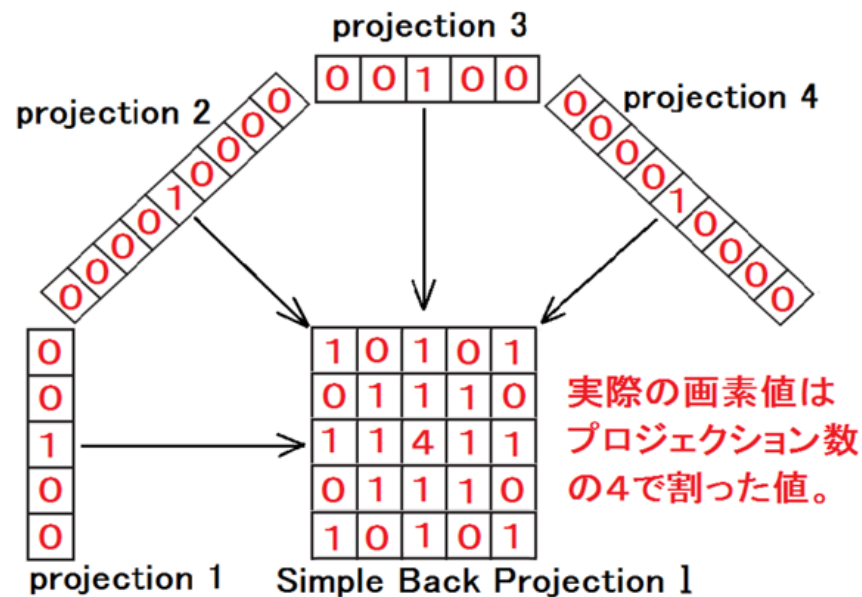 projection 3
0 0 1 0 0
projection 2
0 0 0 0 1 0 0 0 0
projection 4
0 0 0 0 1 0 0 0 0
0
0
1
0
0
projection 1
1 0 1 0 1
0 1 1 1 0
1 1 4 1 1
0 1 1 1 0
1 0 1 0 1
Simple Back Projection 1
実際の画素値は
プロジェクション数
の4で割った値。